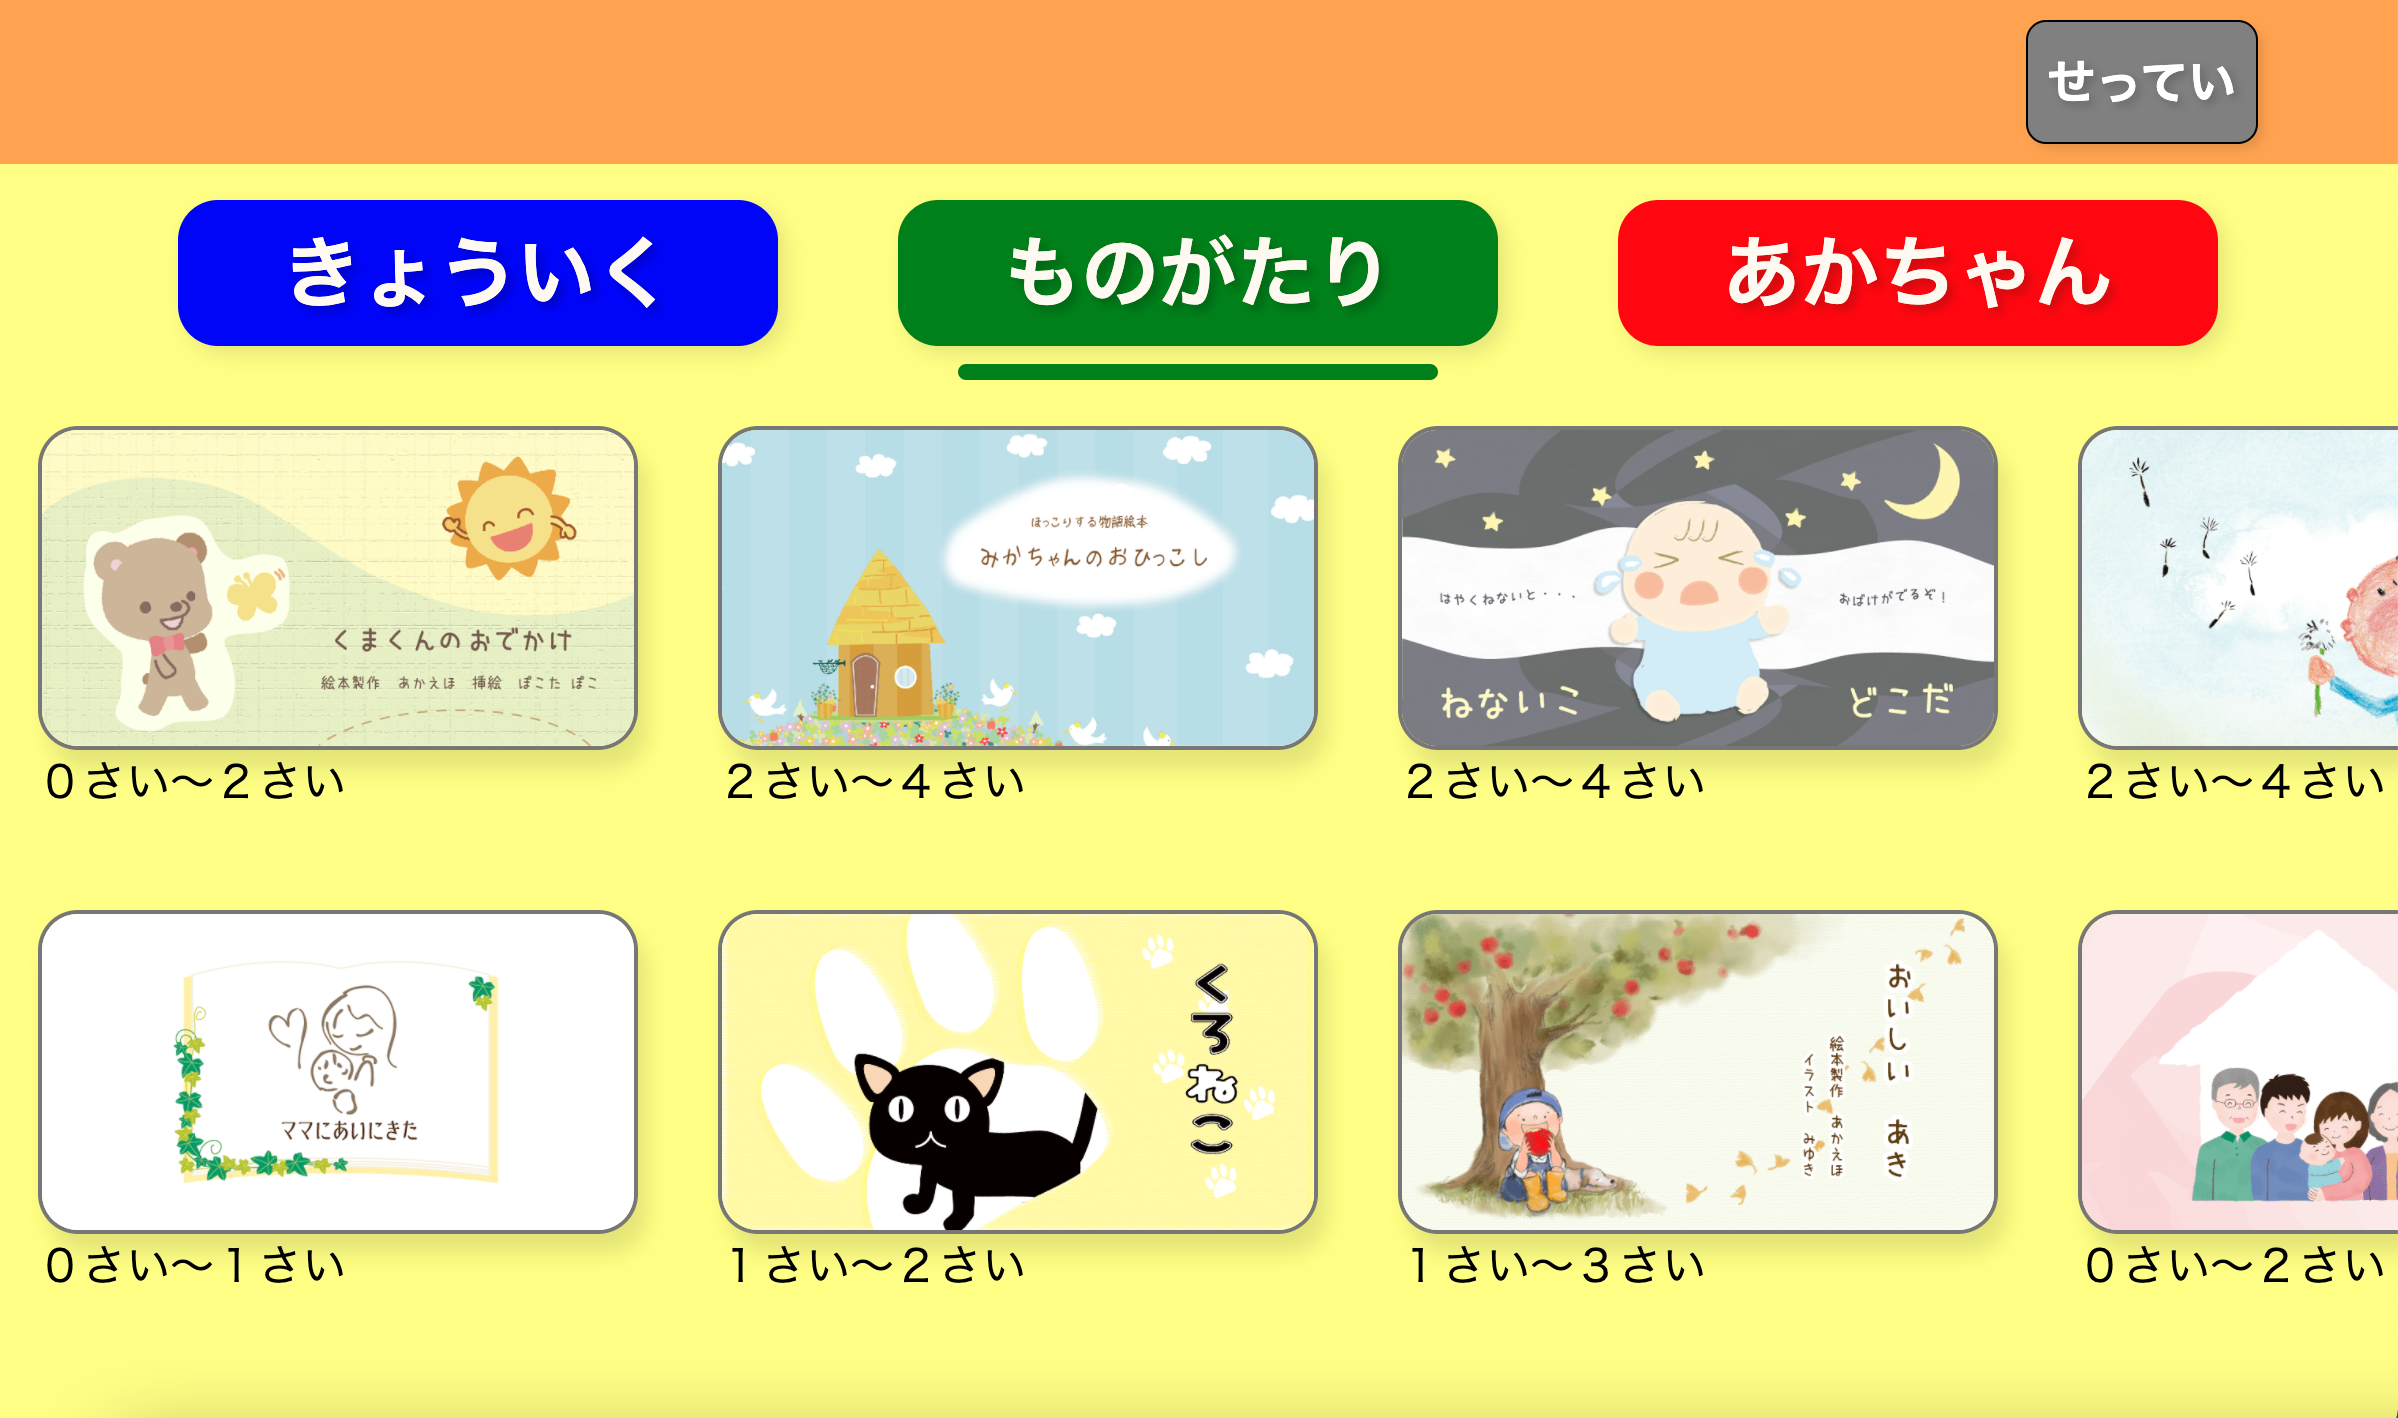 せってい
きょういく
ものがたり
あかちゃん
くまくんのおでかけ
絵本製作　あかえほ　挿絵　ぽこた ぽこ
0さい〜2さい
ほっこりする物語絵本
みかちゃんのおひっこし
2さい〜4さい
はやくねないと・・・
おばけがでるぞ！
ねないこ
どこだ
2さい〜4さい
2さい〜4さい
ママにあいにきた
0さい〜1さい
くろねこ
1さい〜2さい
おいしい　あき
絵本製作　あかえほ
イラスト　みゆき
1さい〜3さい
0さい〜2さい